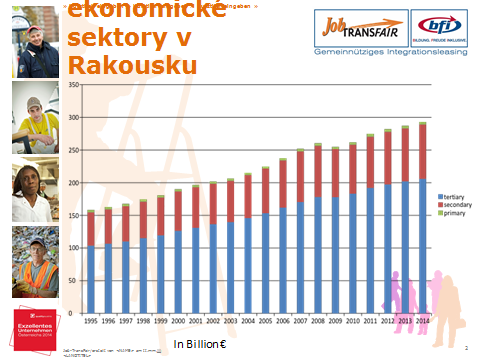 ekonomické
sektory v
Rakousku
Job
TRANSFAIR
bfi
BILDUNG. FREUDE INKLUSIVE.
Gemeinnütziges Integrationsleasing
350
300
250
200
150
100
50
0
1995 1996 1997 1998 1999 2000 2001 2002 2003 2004 2005 2006 2007 2008 2009 2010 2011 2012 2013 2014
tertiary
secondary
primary
In Billion€
Exzellentes
Unternehmen
2